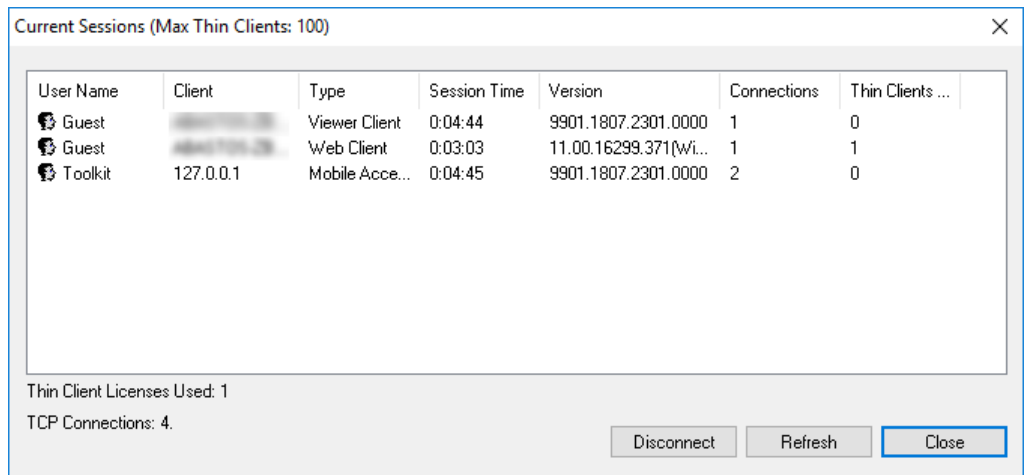 Current Sessions (Max Thin Clients: 100)
User Name Client Type Session Time Version Connections Thin Clients ...
Guest Viewer Client 0:04:44 9901.1807.2301.0000 1 0
Guest Web Client 0:03:03 11.00.16299.371(Wi... 1 1
Toolkit 127.0.0.1 Mobile Acce... 0:04:45 9901.1807.2301.0000 2 0
Thin Client Licenses Used: 1
TCP Connections: 4.
Disconnect Refresh Close